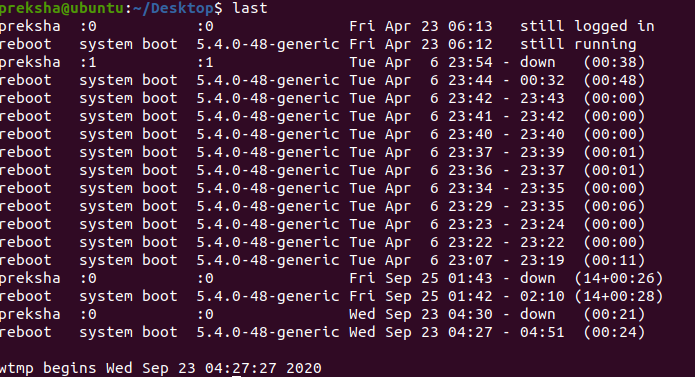 preksha@ubuntu:~/Desktop$ last
preksha  :0           :0               Fri Apr 23 06:13   still logged in
reboot   system boot  5.4.0-48-generic Fri Apr 23 06:12   still running
preksha  :1           :1               Tue Apr  6 23:54 - down   (00:38)
reboot   system boot  5.4.0-48-generic Tue Apr  6 23:44 - 00:32  (00:48)
reboot   system boot  5.4.0-48-generic Tue Apr  6 23:42 - 23:43  (00:00)
reboot   system boot  5.4.0-48-generic Tue Apr  6 23:41 - 23:42  (00:00)
reboot   system boot  5.4.0-48-generic Tue Apr  6 23:40 - 23:40  (00:00)
reboot   system boot  5.4.0-48-generic Tue Apr  6 23:37 - 23:39  (00:01)
reboot   system boot  5.4.0-48-generic Tue Apr  6 23:36 - 23:37  (00:01)
reboot   system boot  5.4.0-48-generic Tue Apr  6 23:34 - 23:35  (00:00)
reboot   system boot  5.4.0-48-generic Tue Apr  6 23:29 - 23:35  (00:06)
reboot   system boot  5.4.0-48-generic Tue Apr  6 23:23 - 23:24  (00:00)
reboot   system boot  5.4.0-48-generic Tue Apr  6 23:22 - 23:22  (00:00)
reboot   system boot  5.4.0-48-generic Tue Apr  6 23:07 - 23:19  (00:11)
preksha  :0           :0               Fri Sep 25 01:43 - down  (14+00:26)
reboot   system boot  5.4.0-48-generic Fri Sep 25 01:42 - 02:10 (14+00:28)
preksha  :0           :0               Wed Sep 23 04:30 - down   (00:21)
reboot   system boot  5.4.0-48-generic Wed Sep 23 04:27 - 04:51  (00:24)
wtmp begins Wed Sep 23 04:27:27 2020